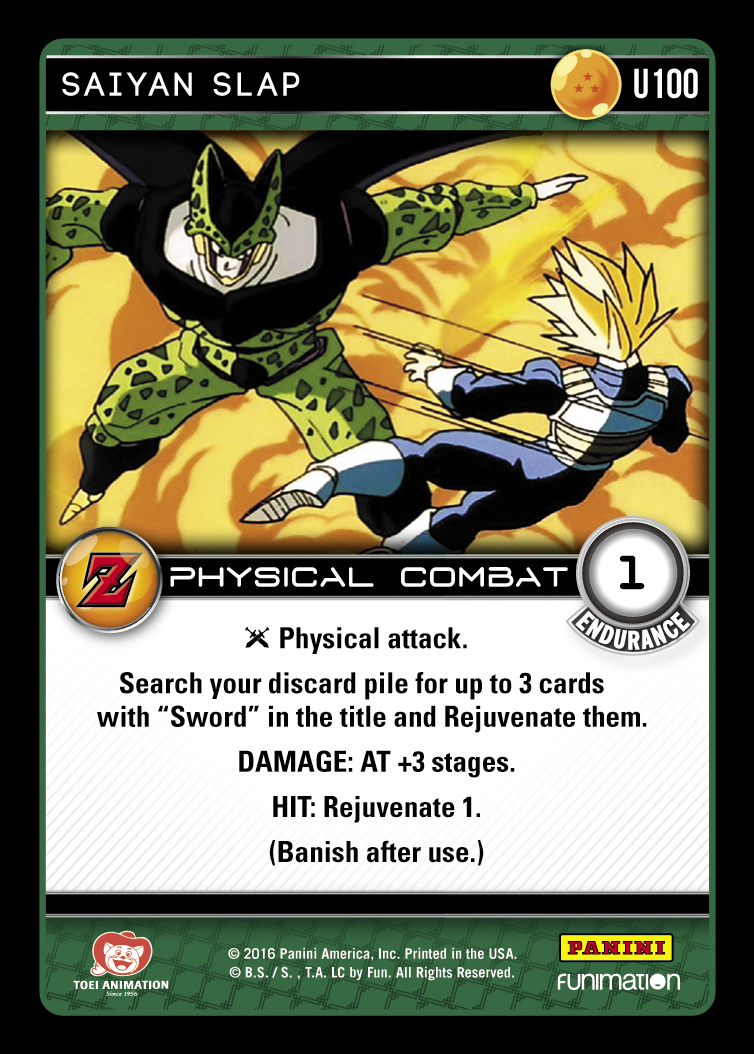 SAIYAN SLAP
U100
Z
PHYSICAL COMBAT
1
ENDURANCE
Physical attack.
Search your discard pile for up to 3 cards
with “Sword” in the title and Rejuvenate them.
DAMAGE: AT +3 stages.
HIT: Rejuvenate 1.
(Banish after use.)
TOEI ANIMATION
Since 1956
© 2016 Panini America, Inc. Printed in the USA.
© B.S. / S. , T.A. LC by Fun. All Rights Reserved.
PANINI
FUNIMATION